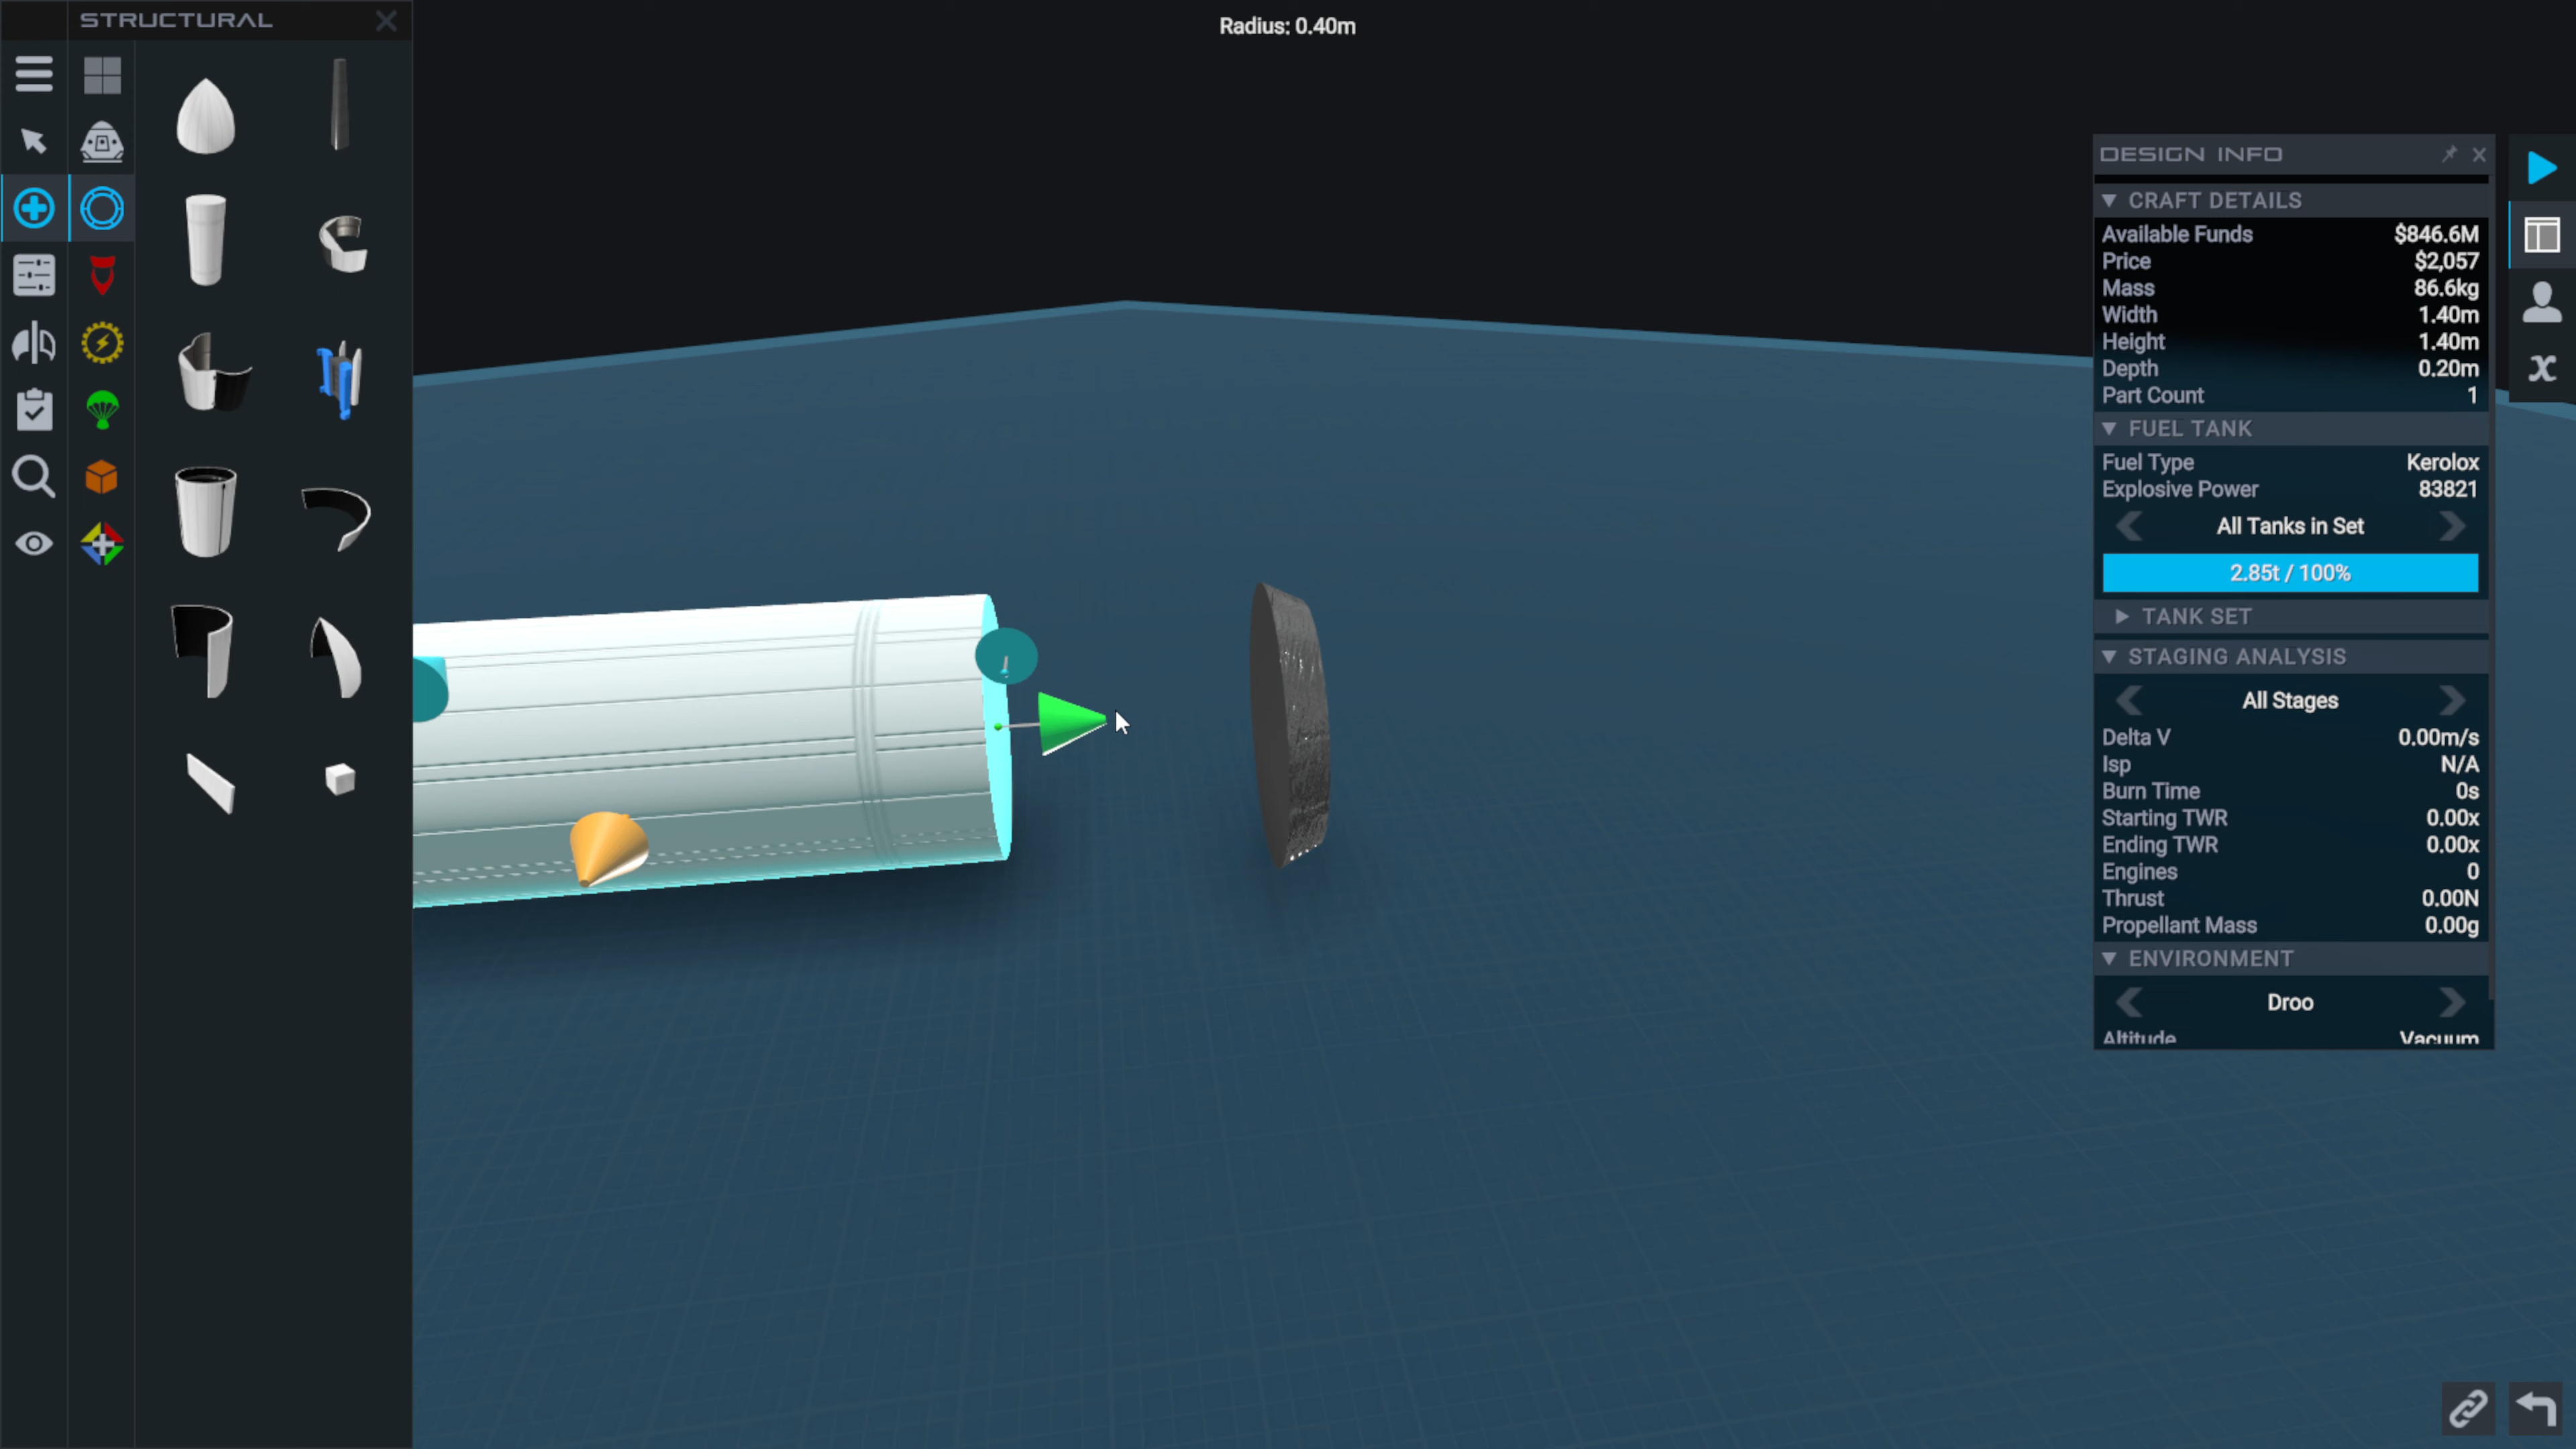 STRUCTURAL
Radius: 0.40m
DESIGN INFO
CRAFT DETAILS
Available Funds $846.6M
Price $2,057
Mass 86.6kg
Width 1.40m
Height 1.40m
Depth 0.20m
Part Count 1
FUEL TANK
Fuel Type Kerolox
Explosive Power 83821
All Tanks in Set
2.85t / 100%
TANK SET
STAGING ANALYSIS
All Stages
Delta V 0.00m/s
Isp N/A
Burn Time 0s
Starting TWR 0.00x
Ending TWR 0.00x
Engines 0
Thrust 0.00N
Propellant Mass 0.00g
ENVIRONMENT
Droo
Altitude Vacuum